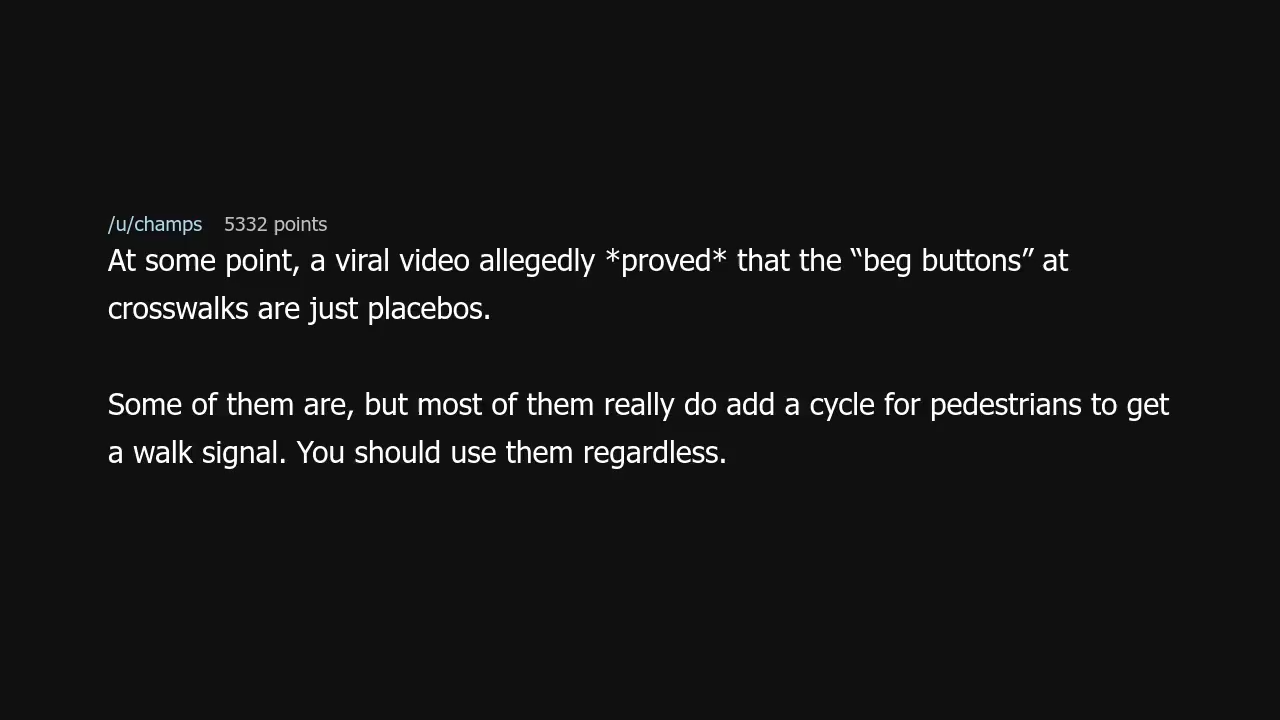 /u/champs 5332 points
At some point, a viral video allegedly *proved* that the “beg buttons” at
crosswalks are just placebos.
Some of them are, but most of them really do add a cycle for pedestrians to get
a walk signal. You should use them regardless.